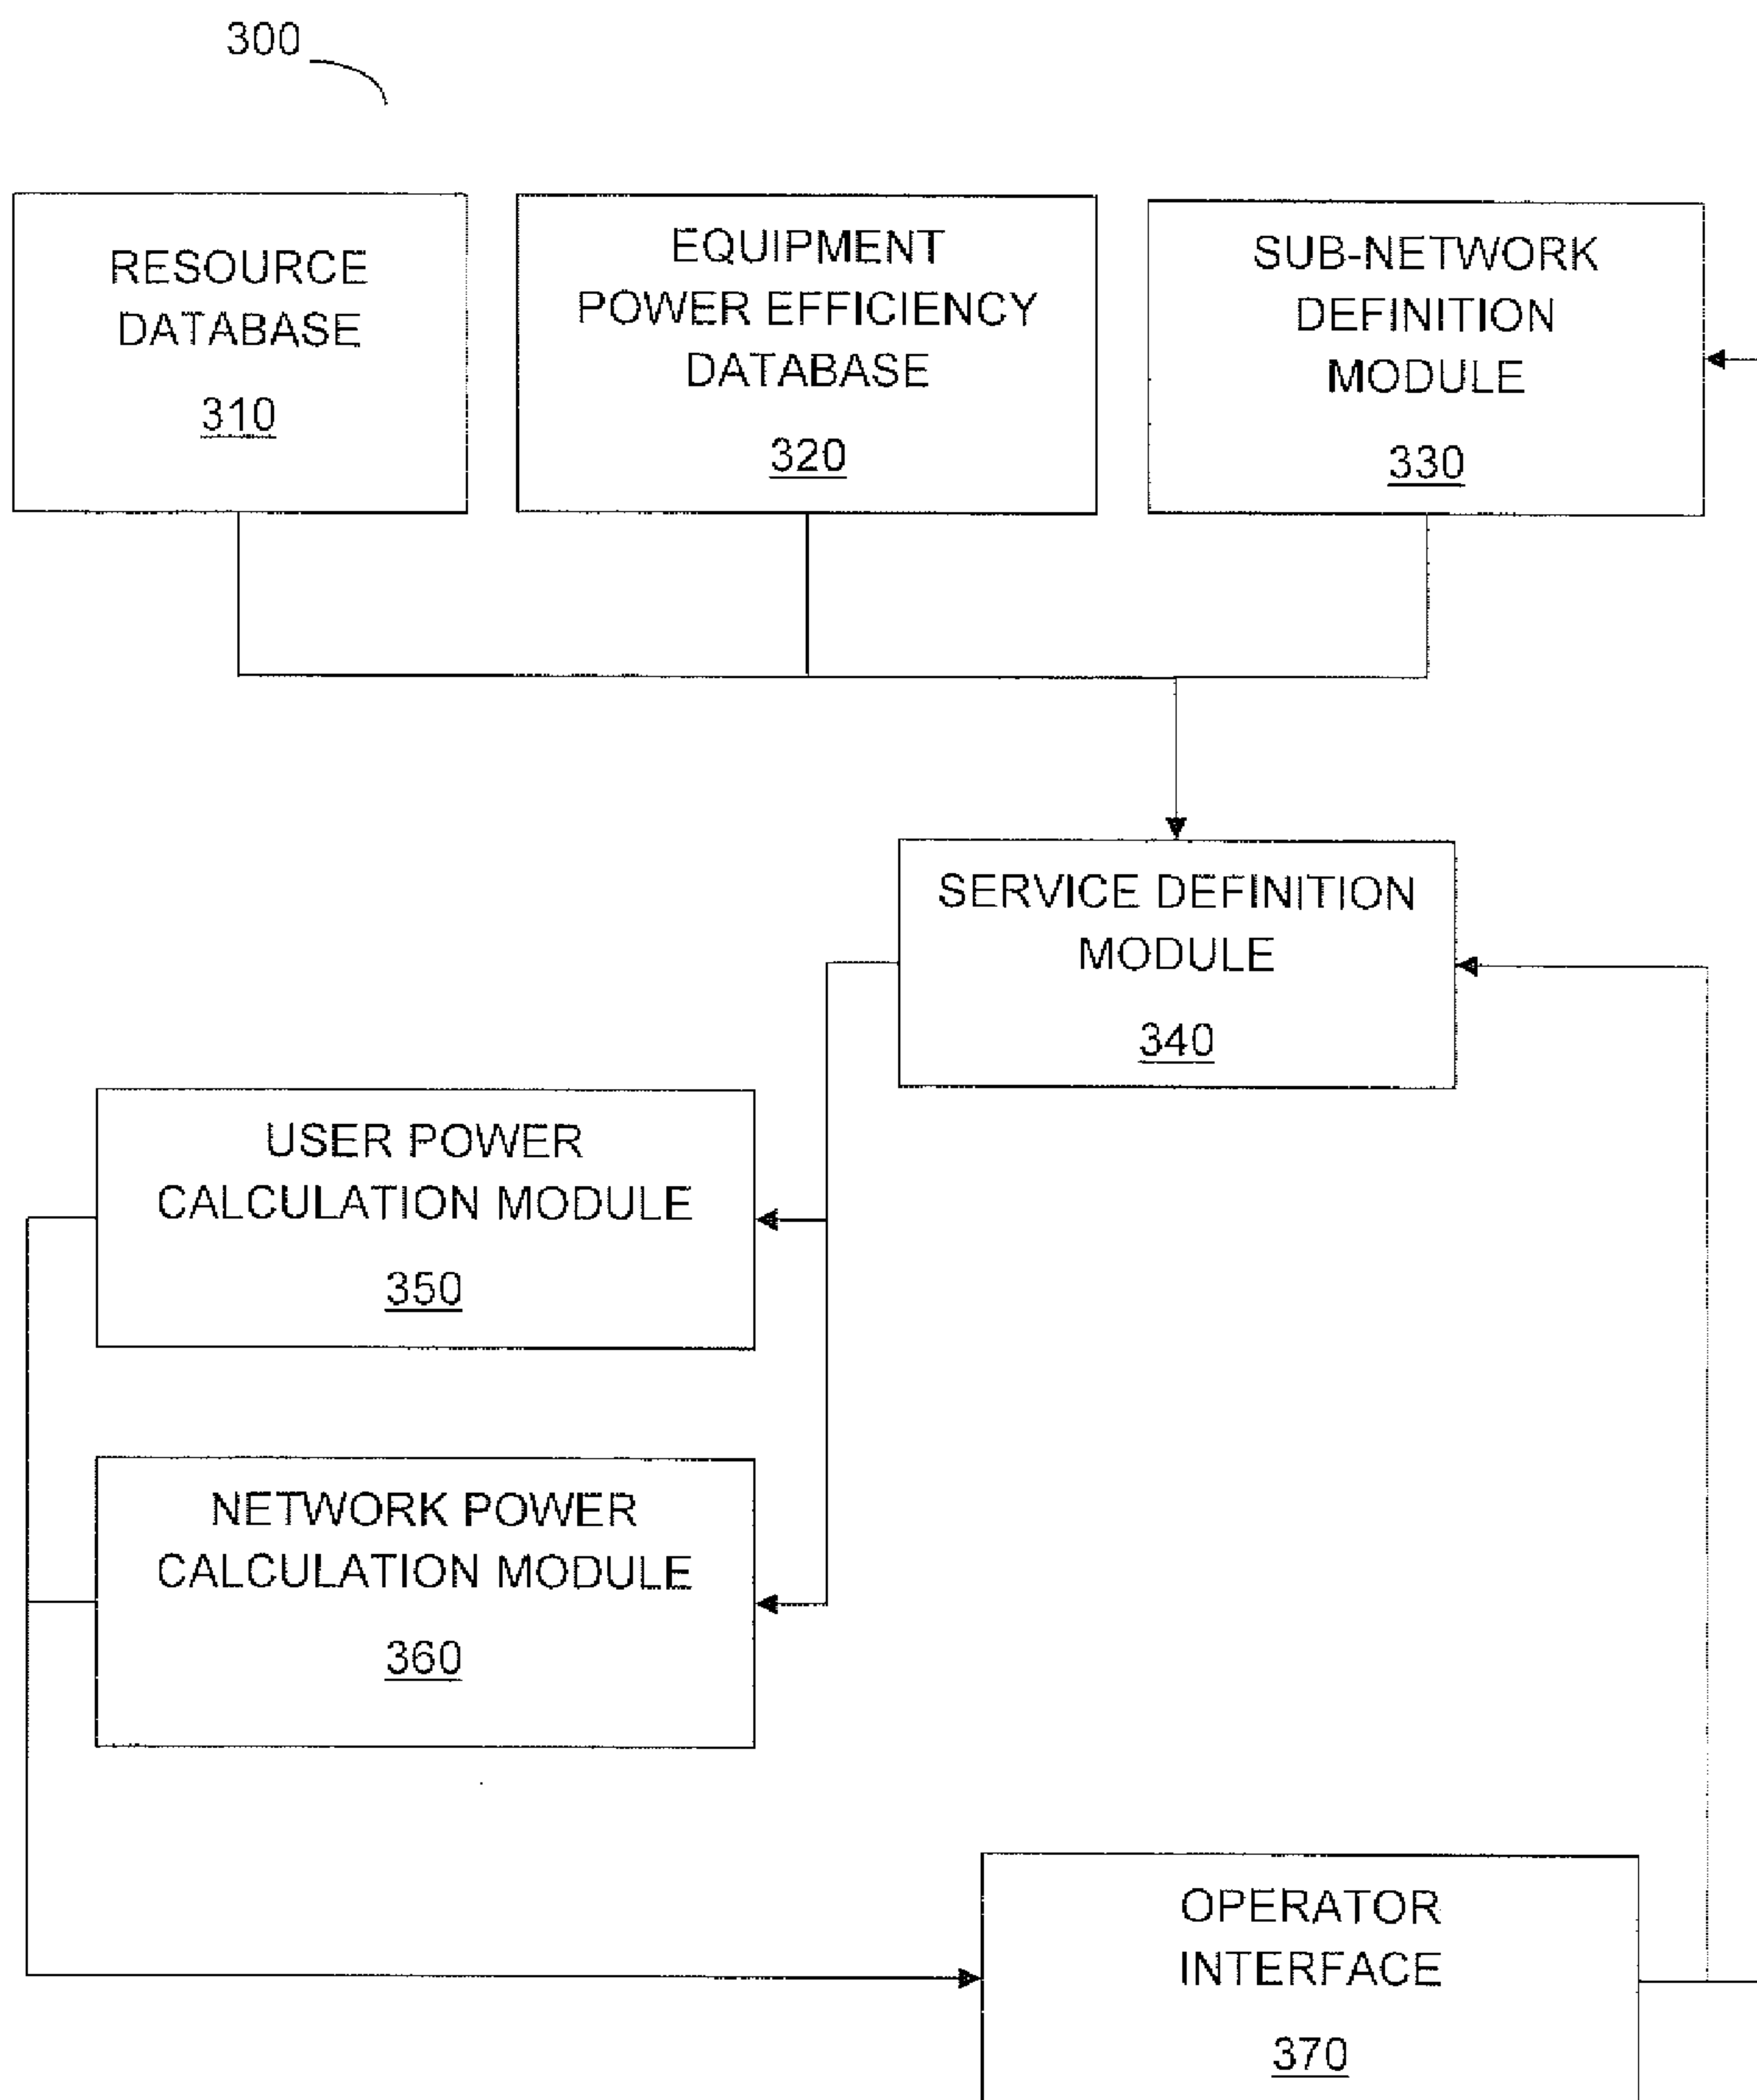 300
RESOURCE
DATABASE
310
EQUIPMENT
POWER EFFICIENCY
DATABASE
320
SUB-NETWORK
DEFINITION
MODULE
330
SERVICE DEFINITION
MODULE
340
USER POWER
CALCULATION MODULE
350
NETWORK POWER
CALCULATION MODULE
360
OPERATOR
INTERFACE
370